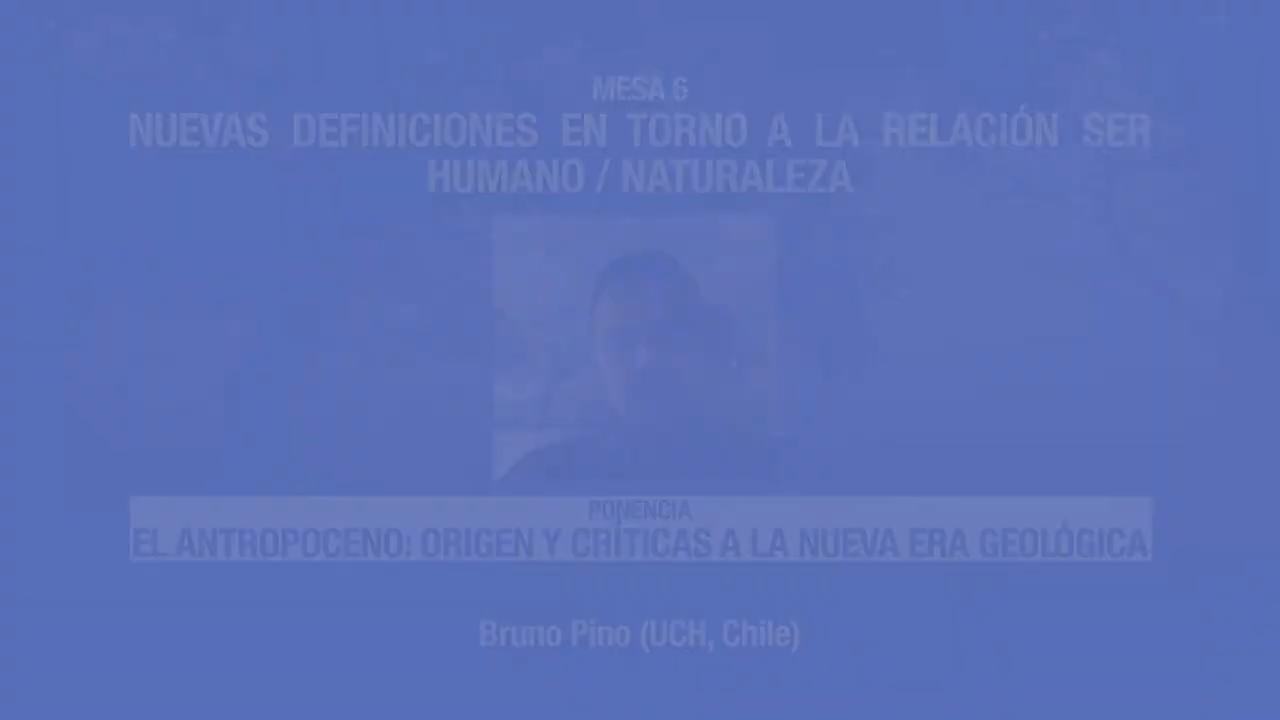 MESA 6
NUEVAS DEFINICIONES EN TORNO A LA RELACIÓN SER
HUMANO / NATURALEZA
PONENCIA
EL ANTROPOCENO: ORIGEN Y CRÍTICAS A LA NUEVA ERA GEOLÓGICA
Bruno Pino (UCH, Chile)